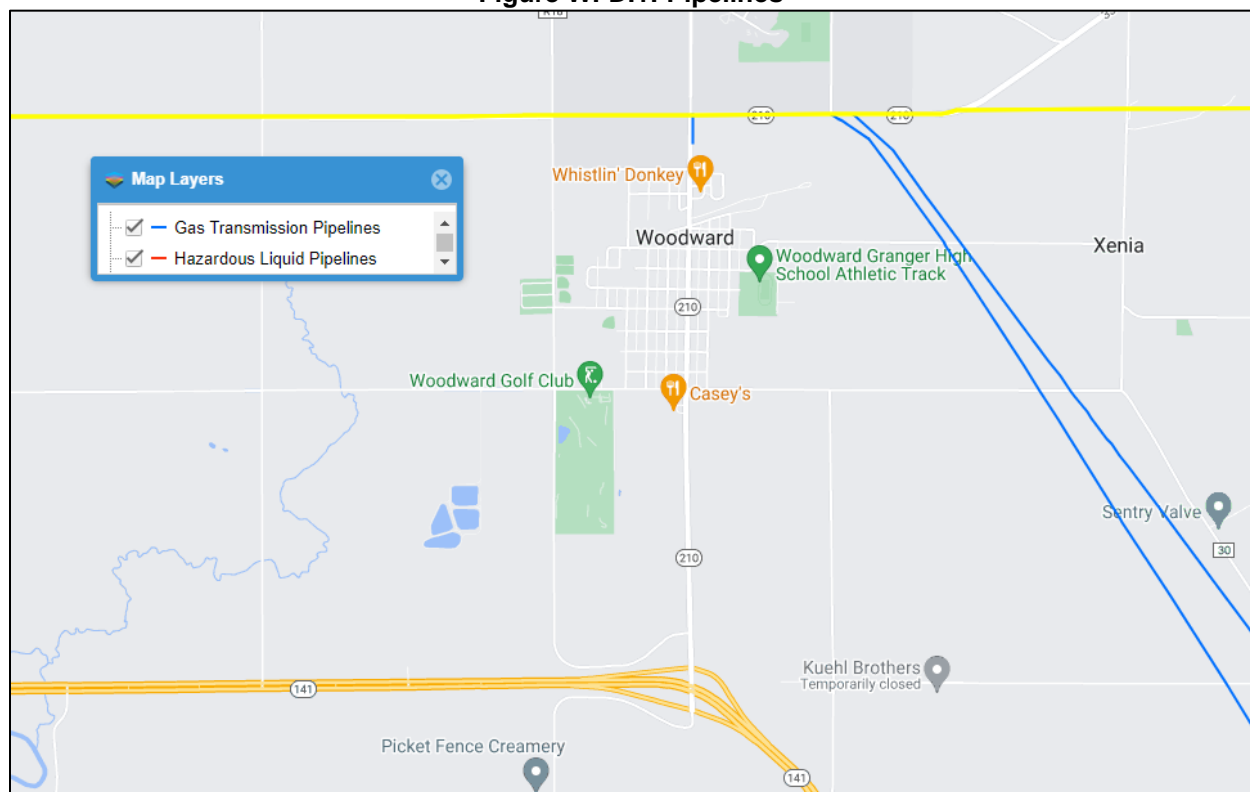 R18
210
210
Map Layers
Gas Transmission Pipelines
Hazardous Liquid Pipelines
Whistlin' Donkey
Woodward
Xenia
Woodward Granger High
School Athletic Track
210
Woodward Golf Club
Casey's
Sentry Valve
30
210
Kuehl Brothers
Temporarily closed
141
Picket Fence Creamery
141